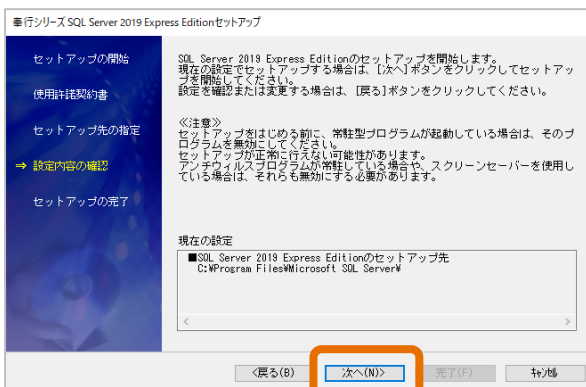 奉行シリーズ SQL Server 2019 Express Editionセットアップ
セットアップの開始
使用許諾契約書
セットアップ先の指定
⇒ 設定内容の確認
セットアップの完了
SQL Server 2019 Express Editionのセットアップを開始します。
現在の設定でセットアップする場合は、[次へ]ボタンをクリックしてセットアッ
プを開始してください。
設定を確認または変更する場合は、[戻る]ボタンをクリックしてください。
≪注意≫
セットアップをはじめる前に、常駐型プログラムが起動している場合は、そのプ
ログラムを無効にしてください。
セットアップが正常に行えない可能性があります。
アンチウィルスプログラムが常駐している場合や、スクリーンセーバーを使用し
ている場合は、それらも無効にする必要があります。
現在の設定
■SQL Server 2019 Express Editionのセットアップ先
C:¥Program Files¥Microsoft SQL Server¥
<戻る(B)
次へ(N)>
完了(F)
キャンセル